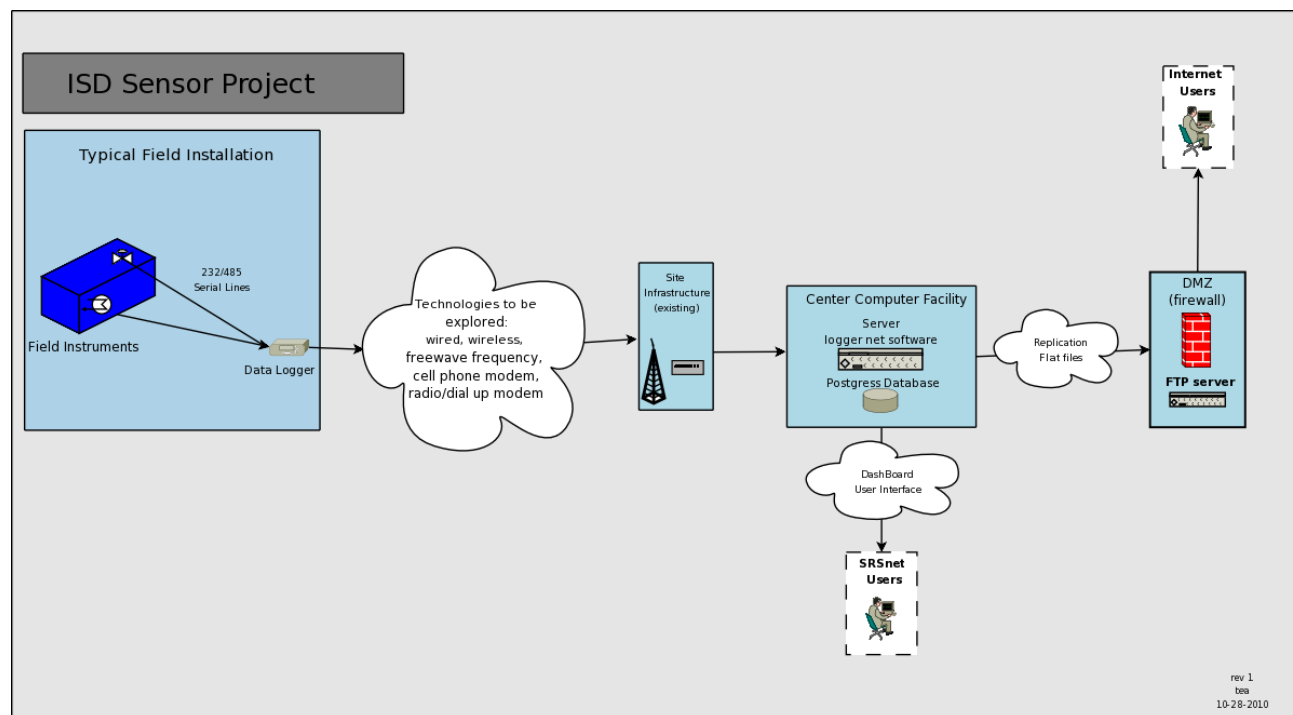 ISD Sensor Project
Typical Field Installation
232/485
Serial Lines
Field Instruments
Data Logger
Technologies to be
explored:
wired, wireless,
freewave frequency,
cell phone modem,
radio/dial up modem
Site
Infrastructure
(existing)
Center Computer Facility
Server
logger net software
Postgress Database
DashBoard
User Interface
SRSnet
Users
Replication
Flat files
DMZ
(firewall)
FTP server
Internet
Users
rev 1
tea
10-28-2010